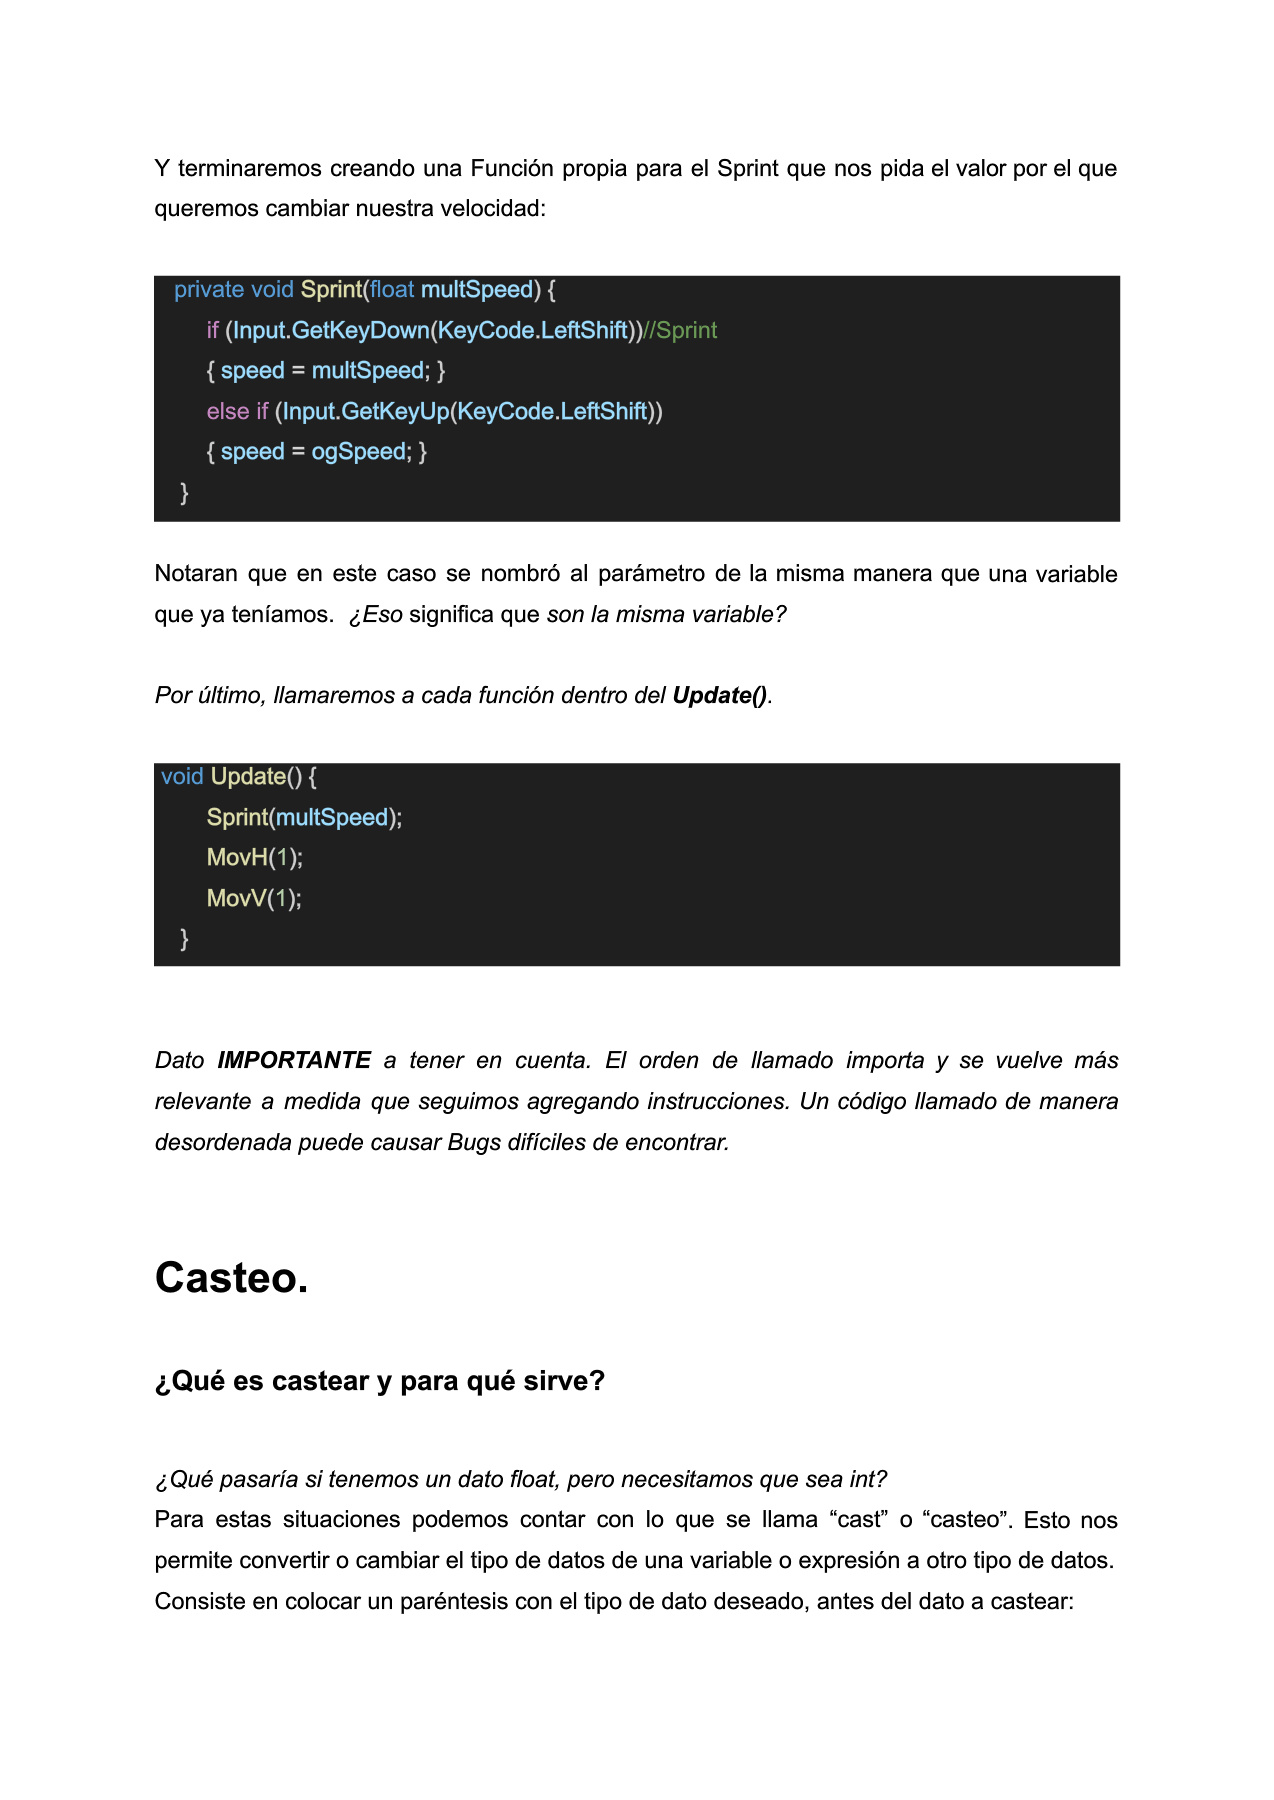 Y terminaremos creando una Función propia para el Sprint que nos pida el valor por el que
queremos cambiar nuestra velocidad:
private void Sprint(float multSpeed) {
if (Input.GetKeyDown(KeyCode.LeftShift))//Sprint
{ speed = multSpeed; }
else if (Input.GetKeyUp(KeyCode.LeftShift))
{ speed = ogSpeed; }
}
Notaran que en este caso se nombró al parámetro de la misma manera que una variable
que ya teníamos. ¿Eso significa que son la misma variable?
Por último, llamaremos a cada función dentro del Update().
void Update() {
Sprint(multSpeed);
MovH(1);
MovV(1);
}
Dato IMPORTANTE a tener en cuenta. El orden de llamado importa y se vuelve más
relevante a medida que seguimos agregando instrucciones. Un código llamado de manera
desordenada puede causar Bugs difíciles de encontrar.
Casteo.
¿Qué es castear y para qué sirve?
¿Qué pasaría si tenemos un dato float, pero necesitamos que sea int?
Para estas situaciones podemos contar con lo que se llama “cast” o “casteo”. Esto nos
permite convertir o cambiar el tipo de datos de una variable o expresión a otro tipo de datos.
Consiste en colocar un paréntesis con el tipo de dato deseado, antes del dato a castear: